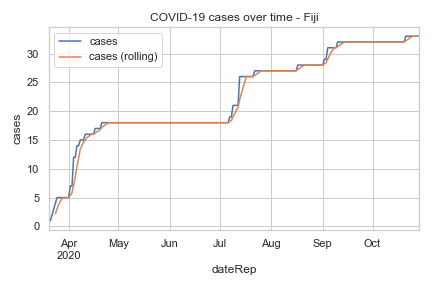 COVID-19 cases over time - Fiji
cases
cases (rolling)
30
25
20
15
10
5
0
cases
Apr May Jun Jul Aug Sep Oct
2020
dateRep